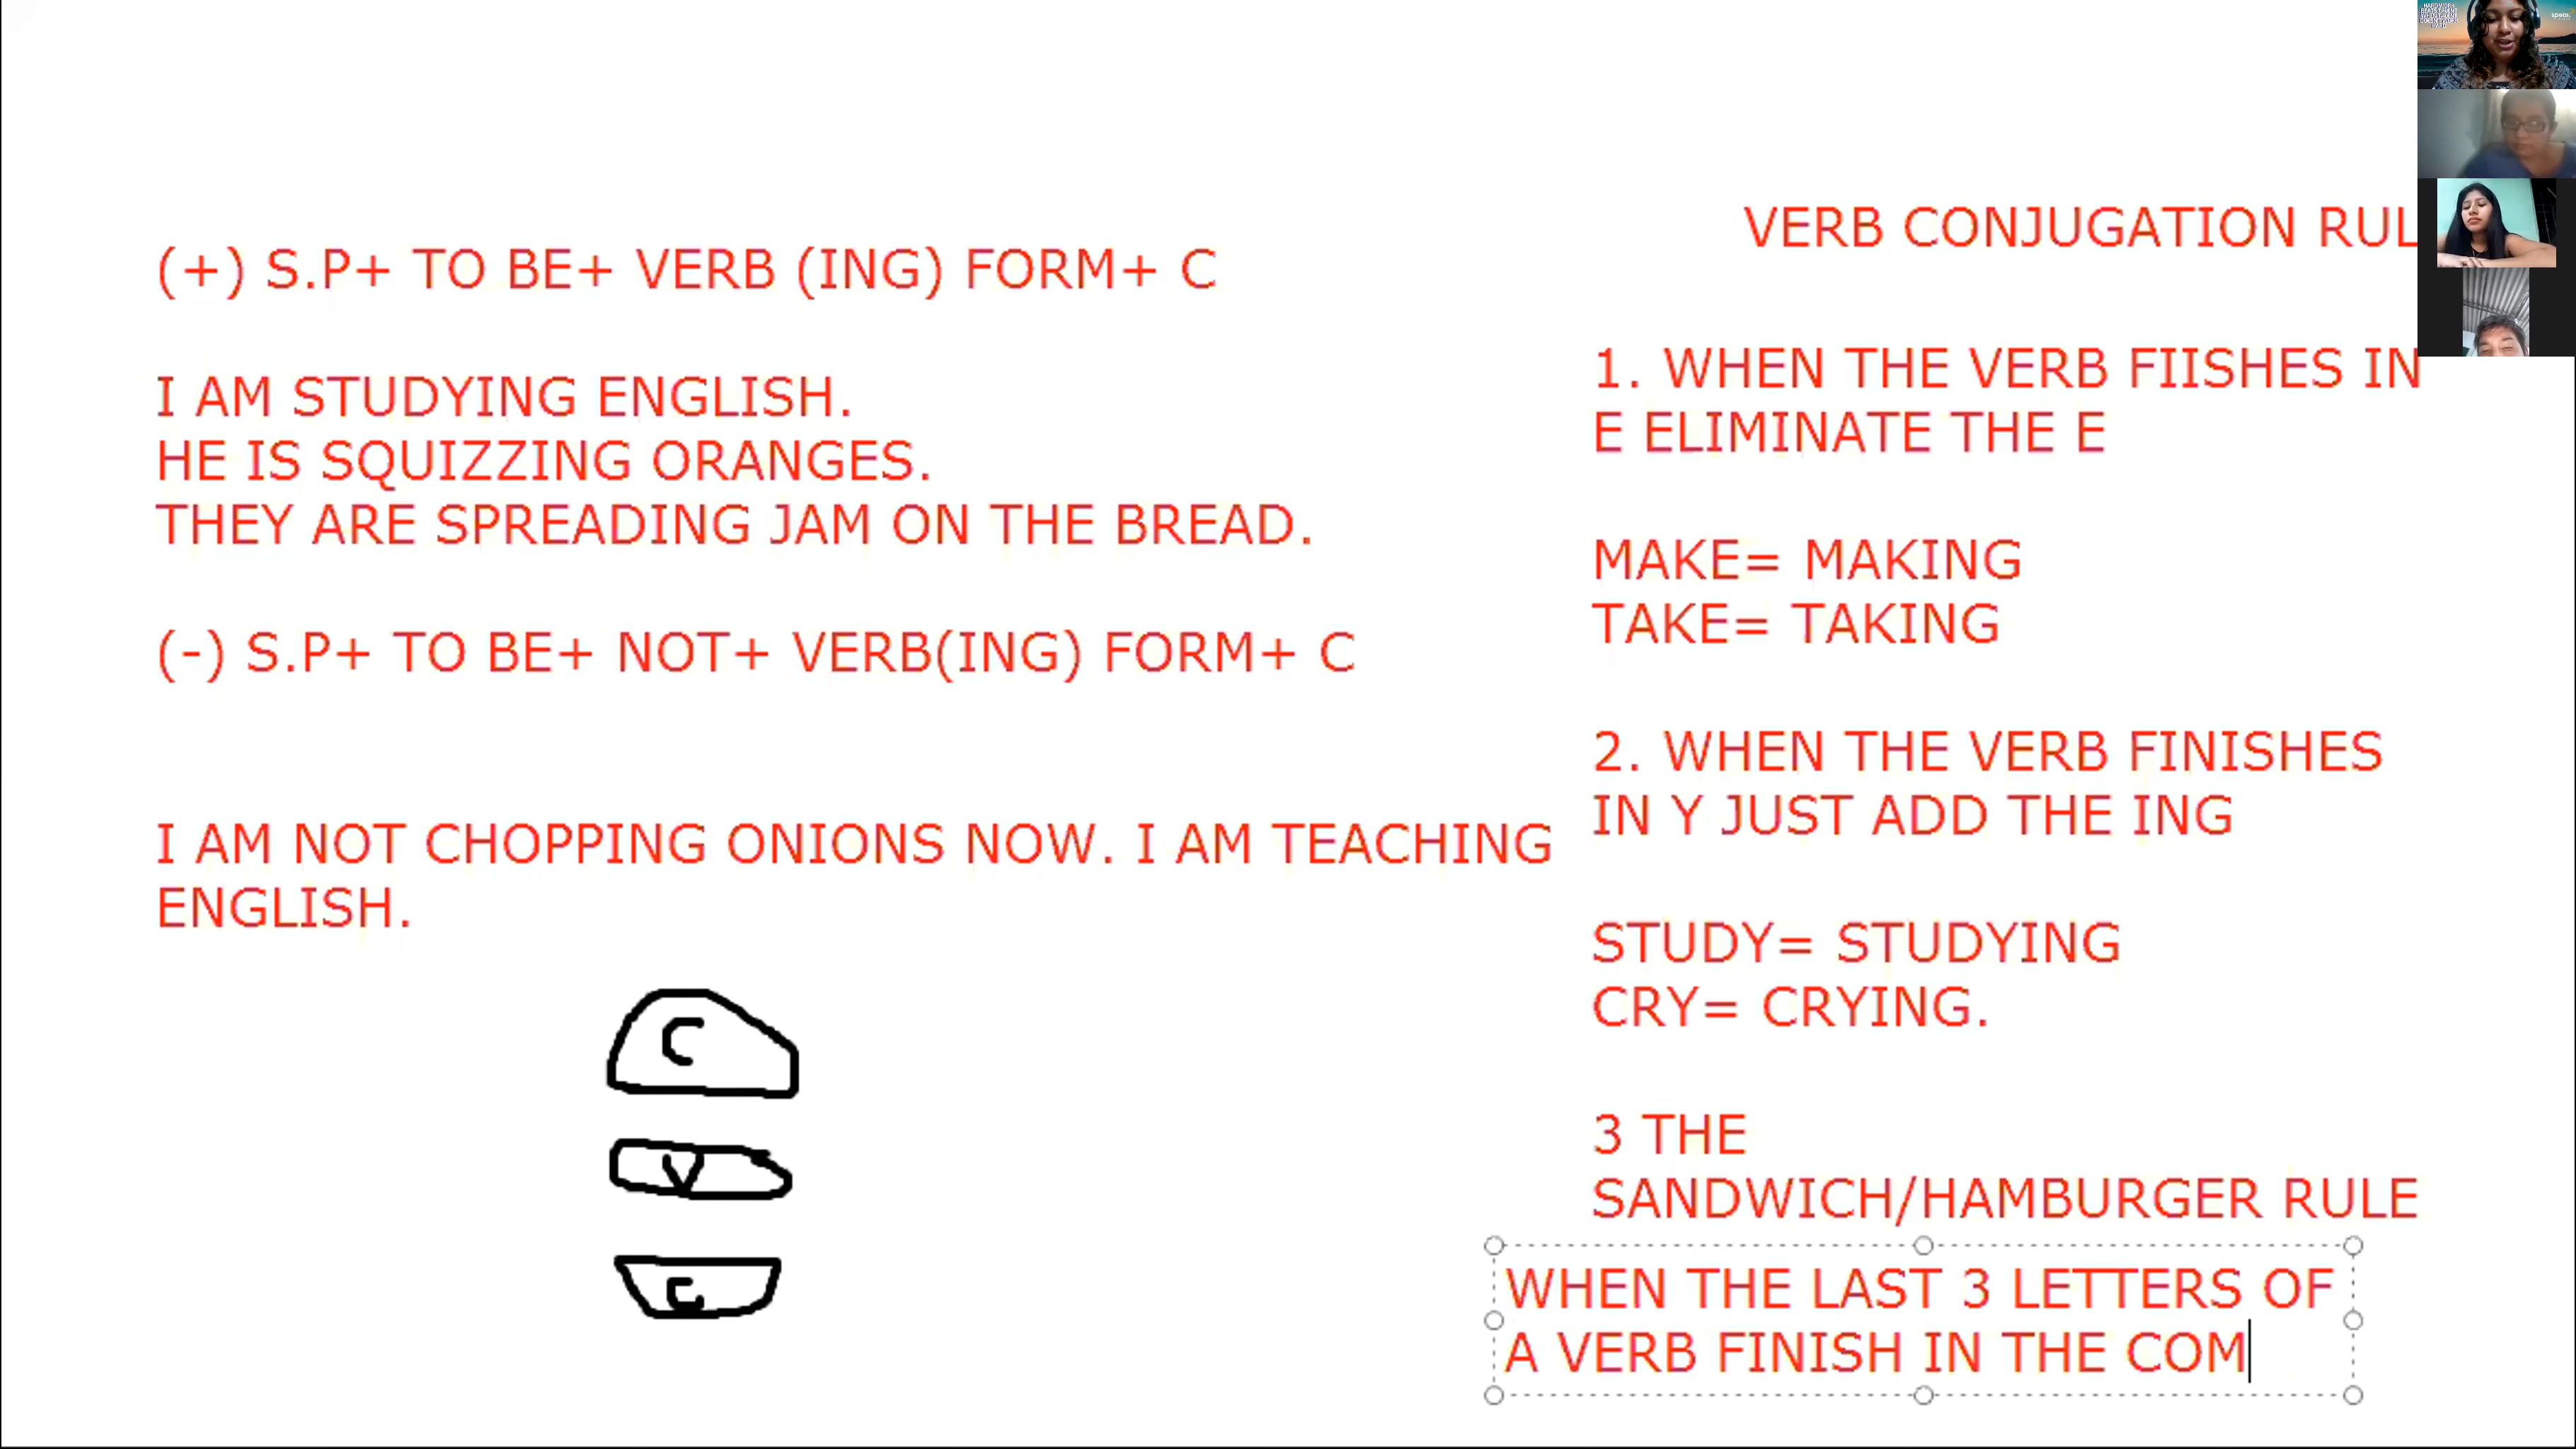 (+) S.P+ TO BE+ VERB (ING) FORM+ C
I AM STUDYING ENGLISH.
HE IS SQUIZZING ORANGES.
THEY ARE SPREADING JAM ON THE BREAD.
(-) S.P+ TO BE+ NOT+ VERB(ING) FORM+ C
I AM NOT CHOPPING ONIONS NOW. I AM TEACHING
ENGLISH.
C
V
C
VERB CONJUGATION RUL
1. WHEN THE VERB FIISHES IN
E ELIMINATE THE E
MAKE= MAKING
TAKE= TAKING
2. WHEN THE VERB FINISHES
IN Y JUST ADD THE ING
STUDY= STUDYING
CRY= CRYING.
3 THE
SANDWICH/HAMBURGER RULE
WHEN THE LAST 3 LETTERS OF
A VERB FINISH IN THE COM